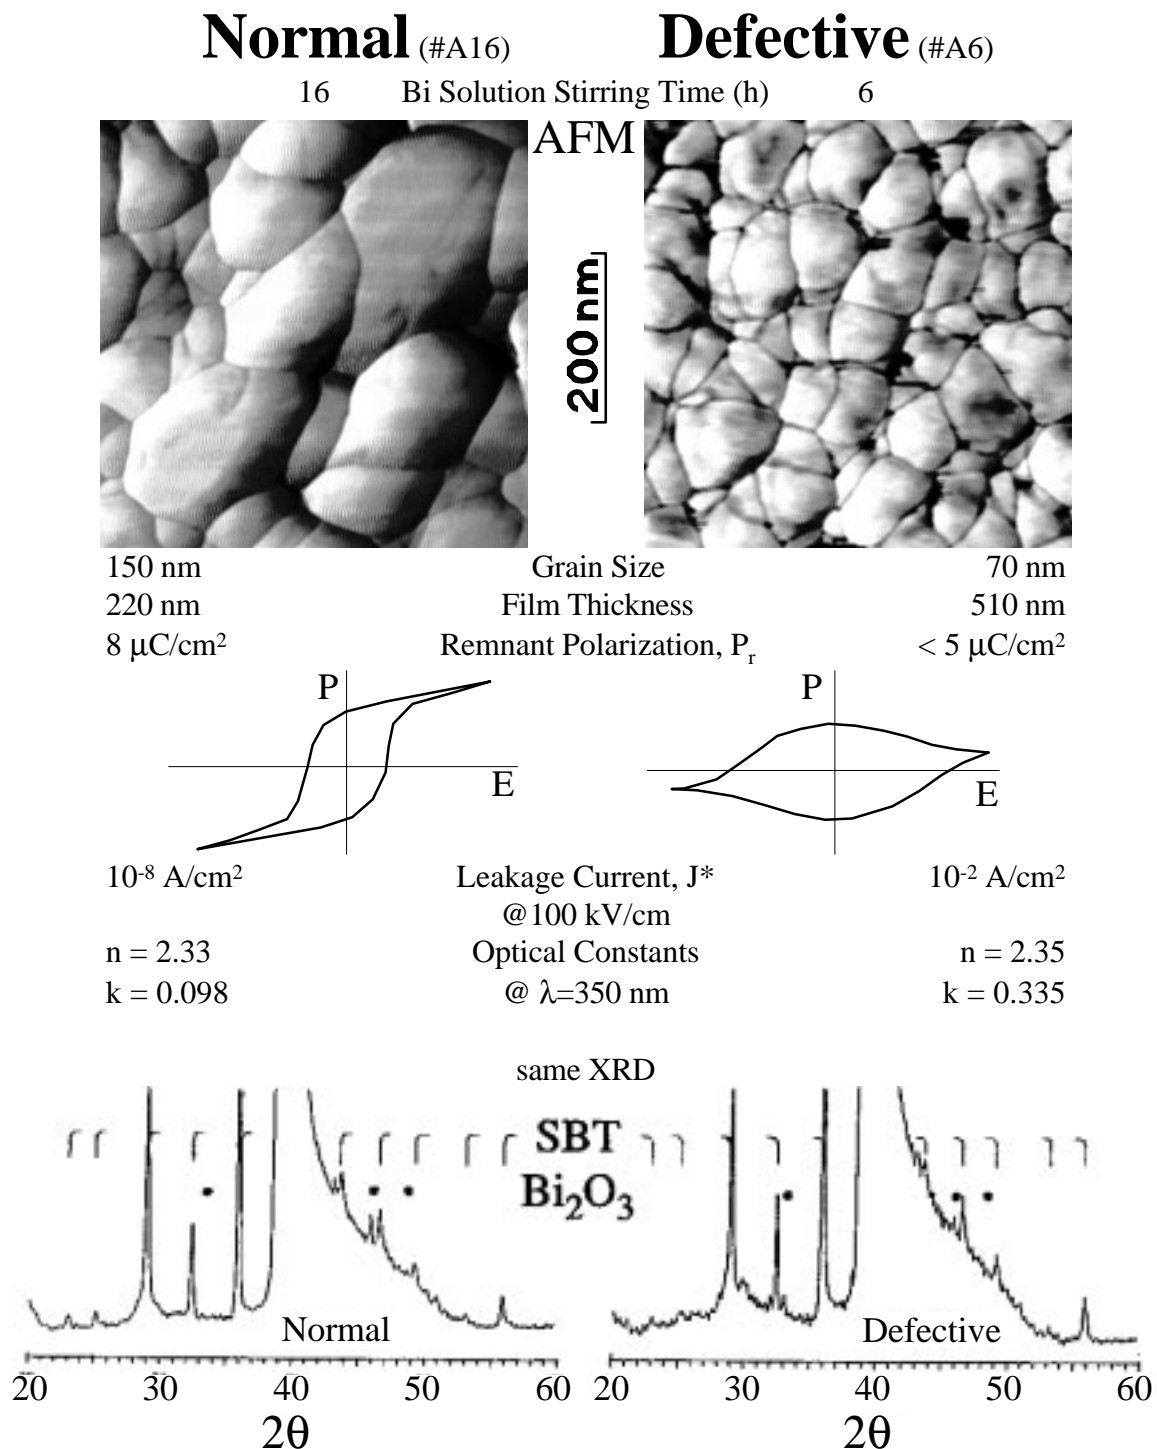 Normal (#A16) Defective (#A6)
16 Bi Solution Stirring Time (h) 6
AFM
200 nm
150 nm Grain Size 70 nm
220 nm Film Thickness 510 nm
8 μC/cm² Remnant Polarization, Pᵣ < 5 μC/cm²
P P
E E
10⁻⁸ A/cm² Leakage Current, J* 10⁻² A/cm²
@100 kV/cm
n = 2.33 Optical Constants n = 2.35
k = 0.098 @ λ=350 nm k = 0.335
same XRD
SBT
Bi₂O₃
Normal Defective
20 30 40 50 60 20 30 40 50 60
2θ 2θ